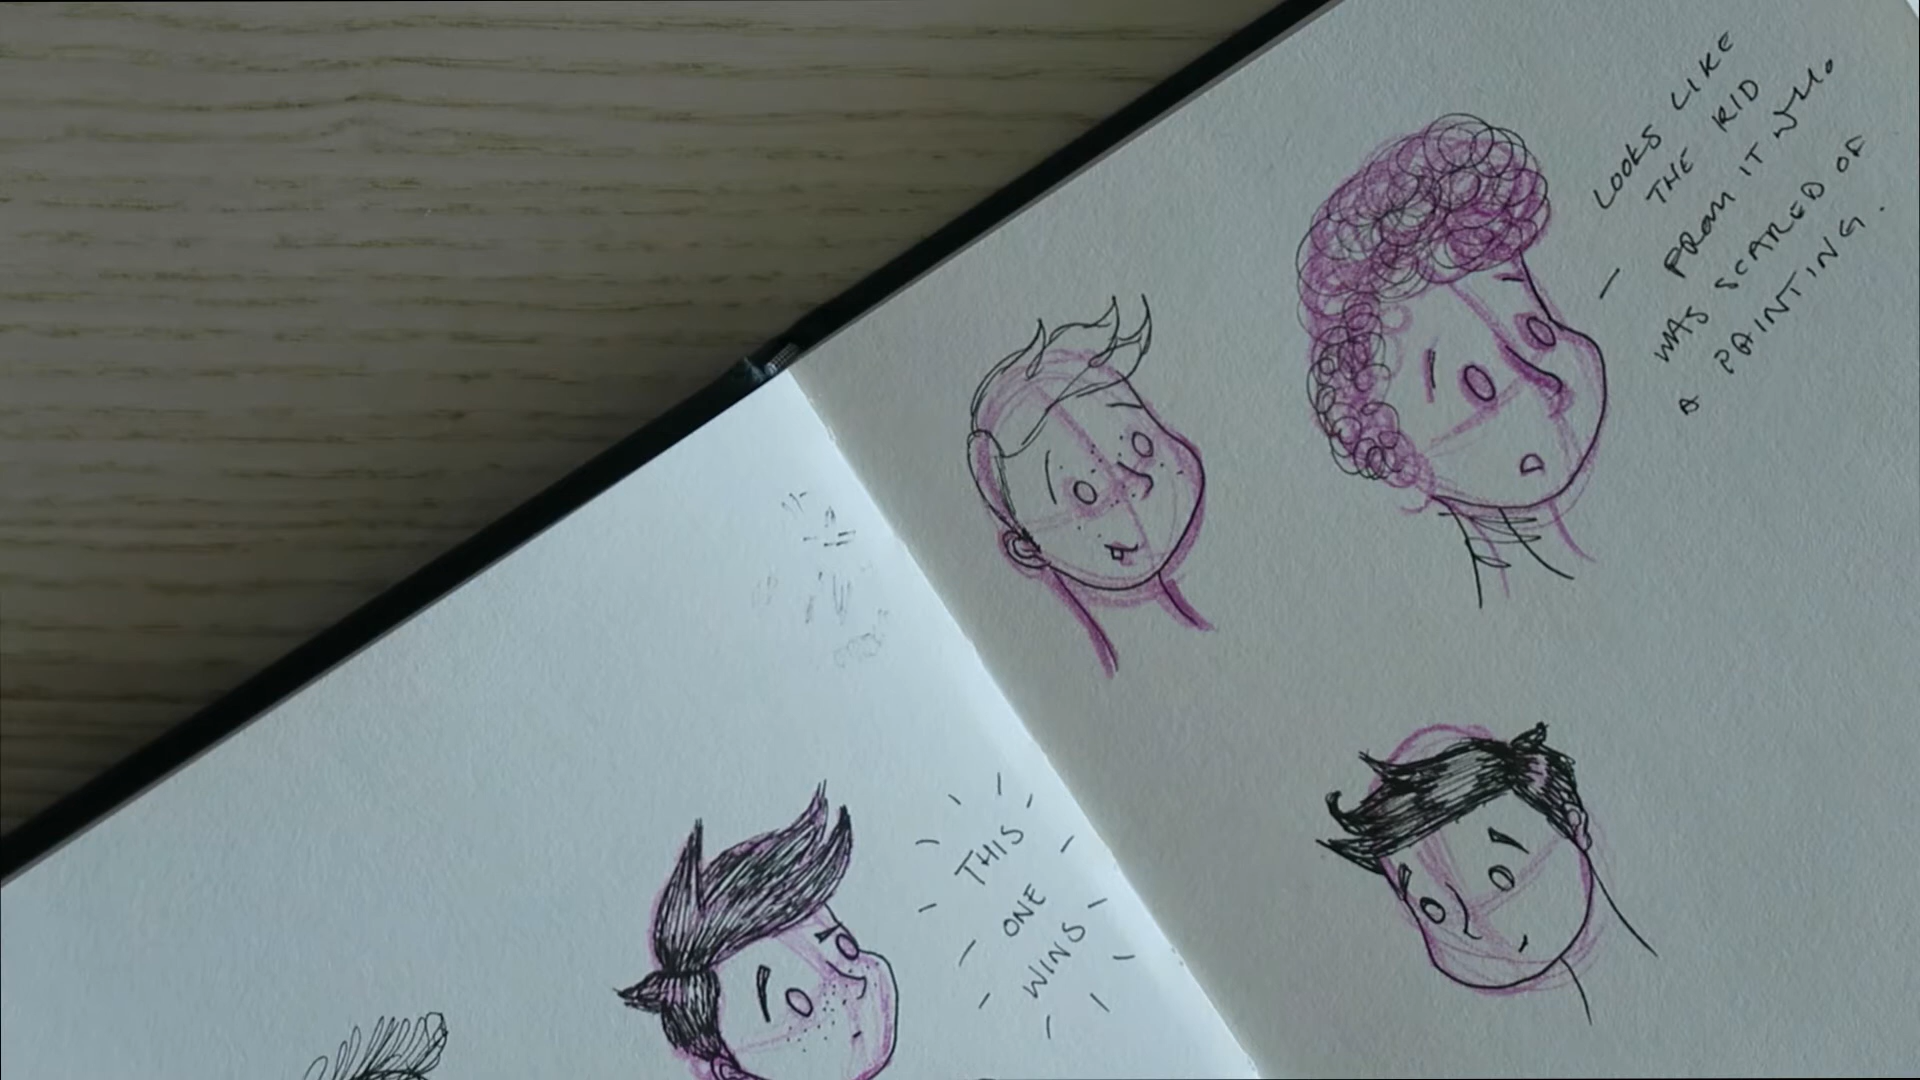 LOOKS LIKE
THE KID
- FROM IT WHO
WAS SCARED OF
A PAINTING.
THIS
ONE
WINS